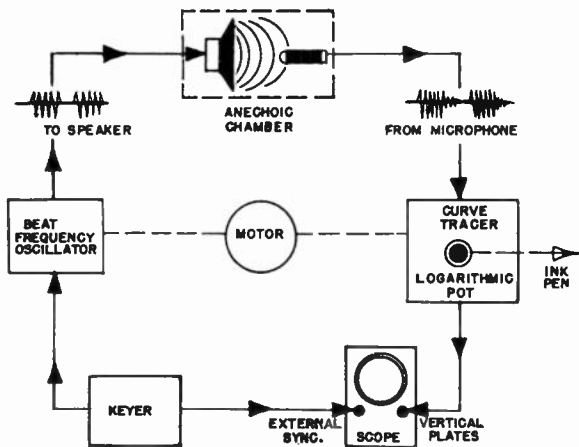 ANECHOIC
CHAMBER
TO SPEAKER
FROM MICROPHONE
BEAT
FREQUENCY
OSCILLATOR
MOTOR
CURVE
TRACER
LOGARITHMIC
POT
INK
PEN
KEYER
EXTERNAL
SYNC.
SCOPE
VERTICAL
PLATES